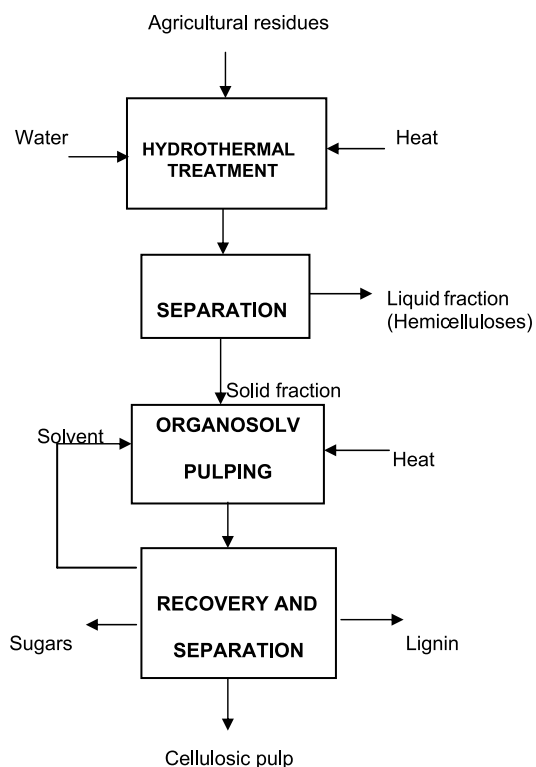 Agricultural residues
Water
Heat
HYDROTHERMAL
TREATMENT
SEPARATION
Liquid fraction
(Hemicelluloses)
Solid fraction
Solvent
ORGANOSOLV
PULPING
Heat
RECOVERY AND
SEPARATION
Sugars
Lignin
Cellulosic pulp